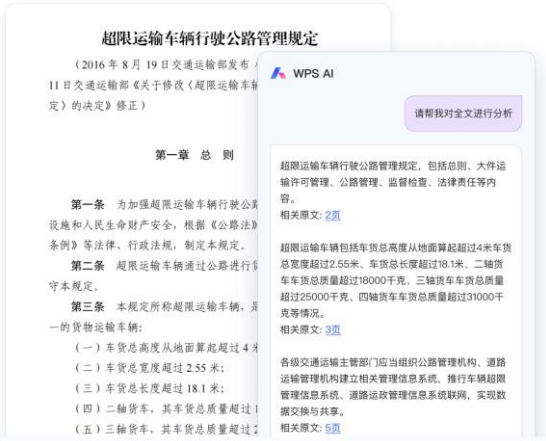 超限运输车辆行驶公路管理规定
（2016 年 8 月 19 日交通运输部发布
11 日交通运输部《关于修改〈超限运输车辆
定〉的决定》修正）
第一章 总 则
第一条 为加强超限运输车辆行驶公路
设施和人民生命财产安全，根据《公路法》
条例》等法律、行政法规，制定本规定。
第二条 超限运输车辆通过公路进行货
守本规定。
第三条 本规定所称超限运输车辆，是
一的货物运输车辆：
（一）车货总高度从地面算起超过 4 米
（二）车货总宽度超过 2.55 米；
（三）车货总长度超过 18.1 米；
（四）二轴货车，其车货总质量超过 1
（五）三轴货车，其车货总质量超过 2
WPS AI
请帮我对全文进行分析
超限运输车辆行驶公路管理规定，包括总则、大件运
输许可管理、公路管理、监督检查、法律责任等内
容。
相关原文: 2页
超限运输车辆包括车货总高度从地面算起超过4米车货
总宽度超过2.55米、车货总长度超过18.1米、二轴货
车车货总质量超过18000千克、三轴货车车货总质量
超过25000千克、四轴货车车货总质量超过31000千
克等情况。
相关原文: 3页
各级交通运输主管部门应当组织公路管理机构、道路
运输管理机构建立相关管理信息系统，推行车辆超限
管理信息系统、道路运政管理信息系统联网，实现数
据交换与共享。
相关原文: 5页